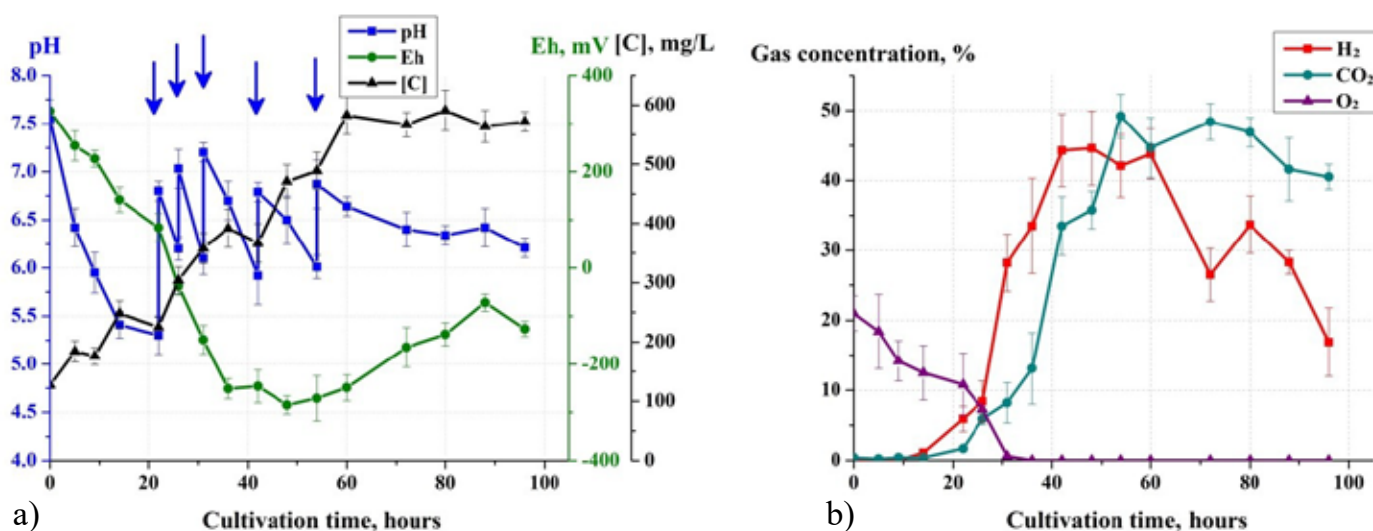 pH
Eh, mV [C], mg/L
pH
Eh
[C]
8.0
7.5
7.0
6.5
6.0
5.5
5.0
4.5
4.0
400
200
0
-200
-400
600
500
400
300
200
100
0
0 20 40 60 80 100
Cultivation time, hours
a)
Gas concentration, %
H₂
CO₂
O₂
50
40
30
20
10
0
0 20 40 60 80 100
Cultivation time, hours
b)